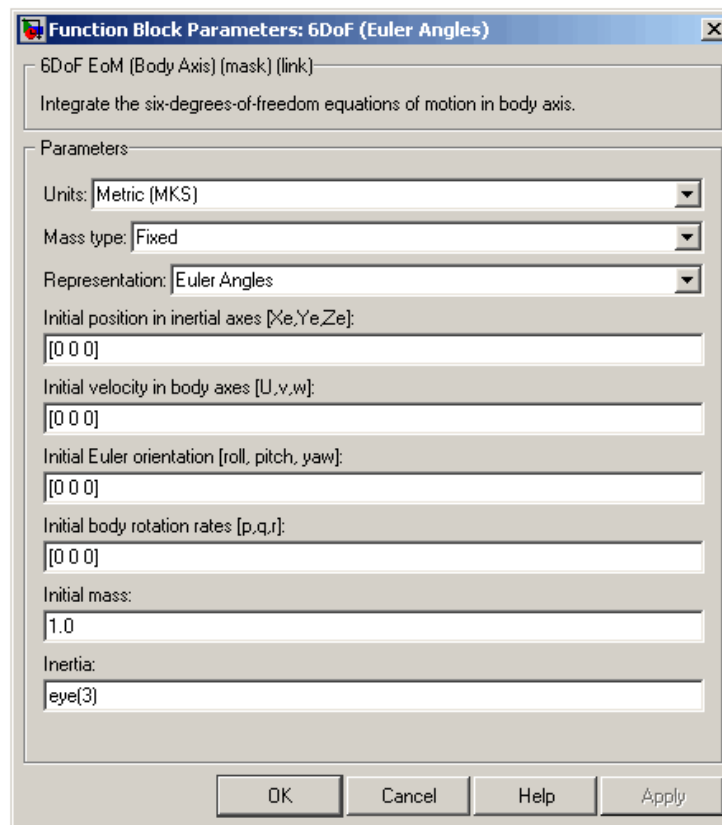 Function Block Parameters: 6DoF (Euler Angles)
6DoF EoM (Body Axis) (mask) (link)
Integrate the six-degrees-of-freedom equations of motion in body axis.
Parameters
Units: Metric (MKS)
Mass type: Fixed
Representation: Euler Angles
Initial position in inertial axes [Xe,Ye,Ze]:
[0 0 0]
Initial velocity in body axes [U,v,w]:
[0 0 0]
Initial Euler orientation [roll, pitch, yaw]:
[0 0 0]
Initial body rotation rates [p,q,r]:
[0 0 0]
Initial mass:
1.0
Inertia:
eye(3)
OK Cancel Help Apply